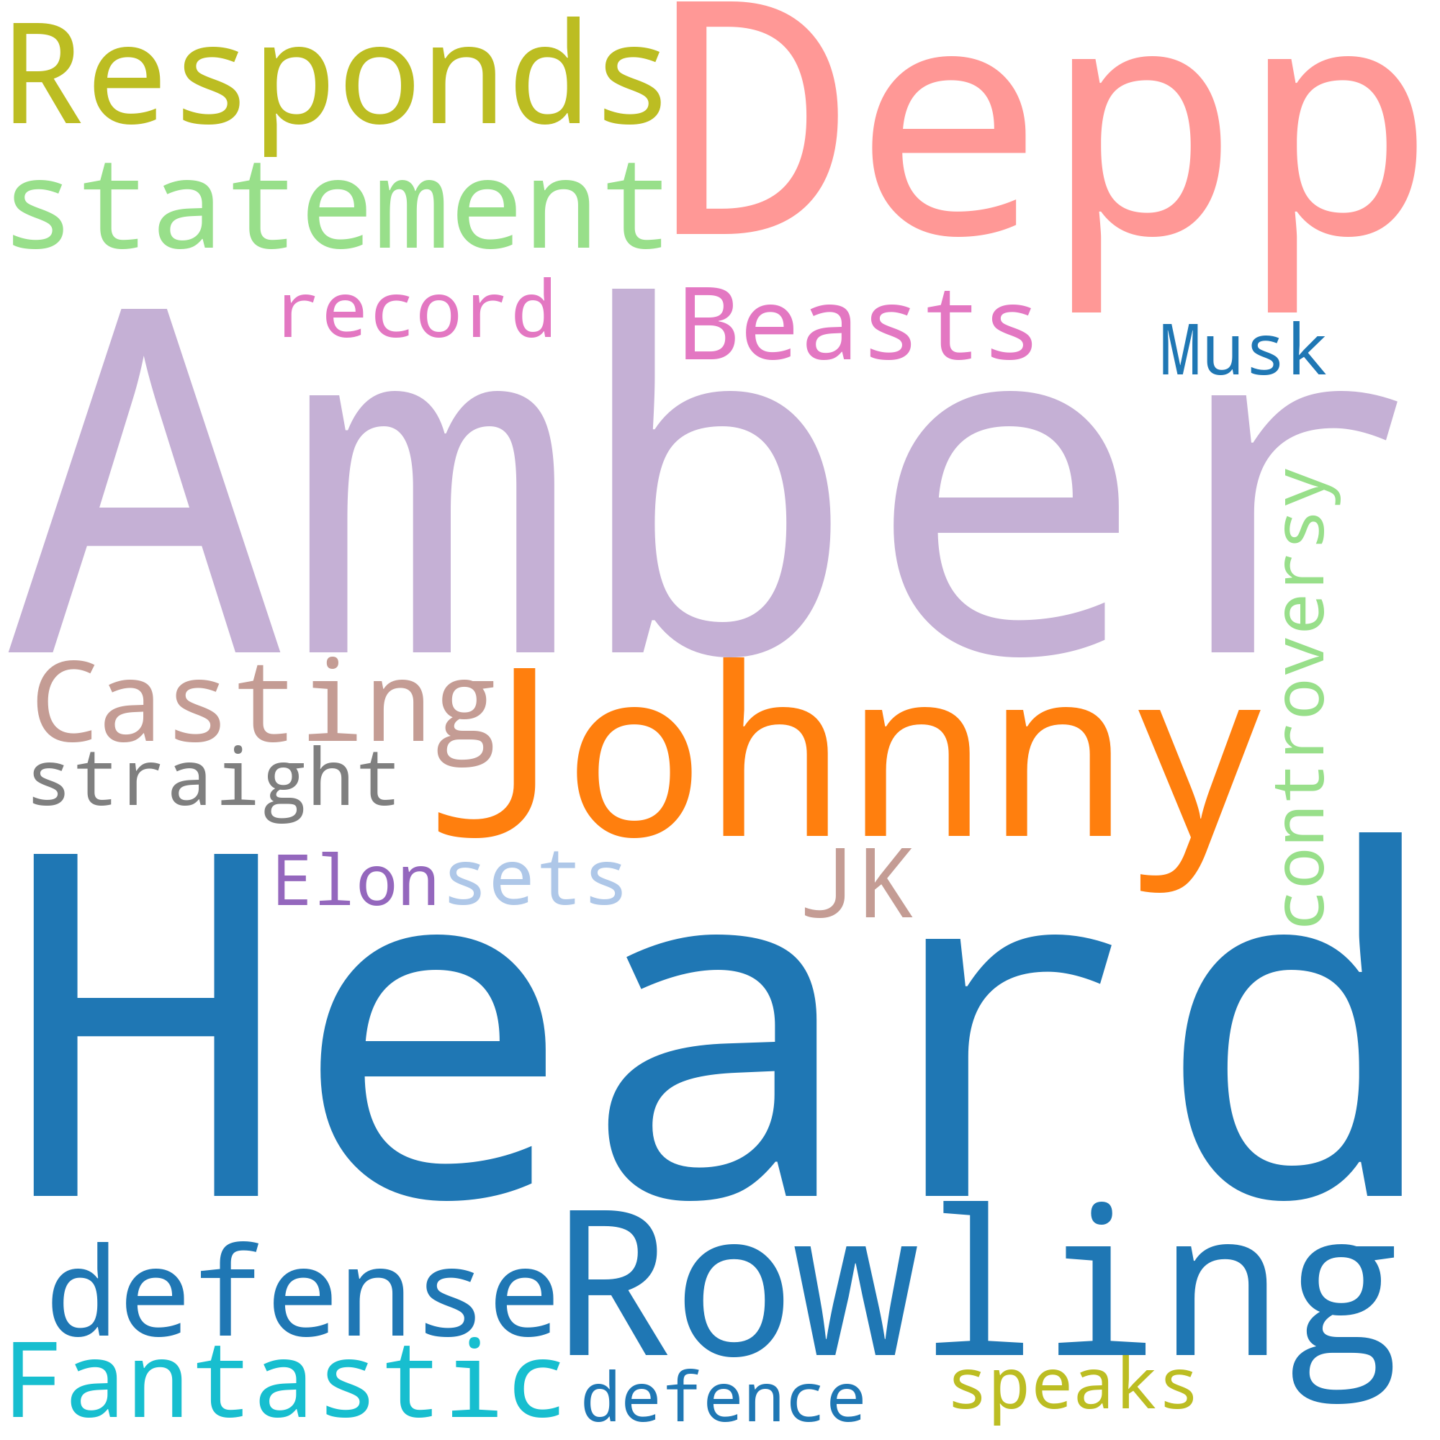 Responds
Depp
statement
record
Beasts
Musk
Amber
controversy
Casting
Johnny
straight
Elon
sets
JK
Heard
defense
Rowling
Fantastic
defence
speaks